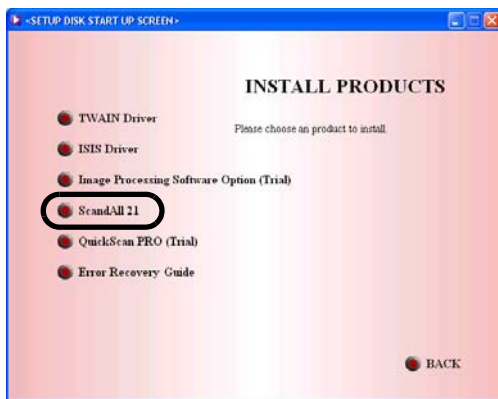 <SETUP DISK START UP SCREEN>
INSTALL PRODUCTS
Please choose an product to install.
TWAIN Driver
ISIS Driver
Image Processing Software Option (Trial)
ScandAll 21
QuickScan PRO (Trial)
Error Recovery Guide
BACK